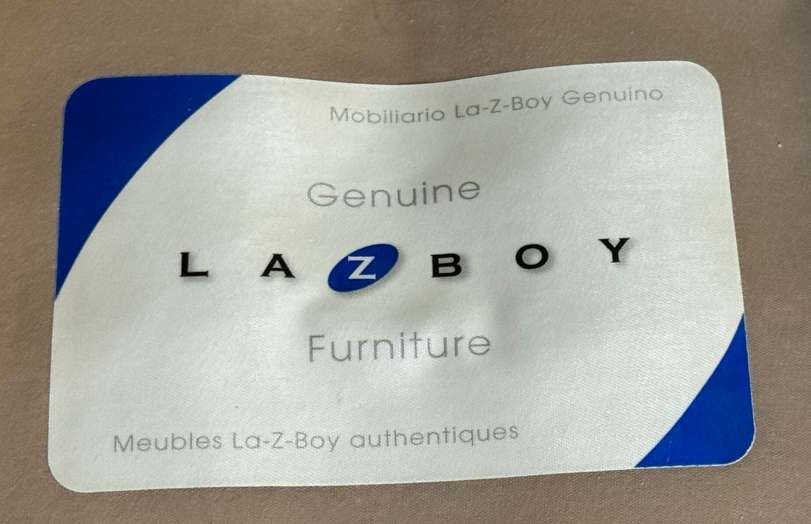 Mobiliario La-Z-Boy Genuino
Genuine
LAZBOY
Furniture
Meubles La-Z-Boy authentiques